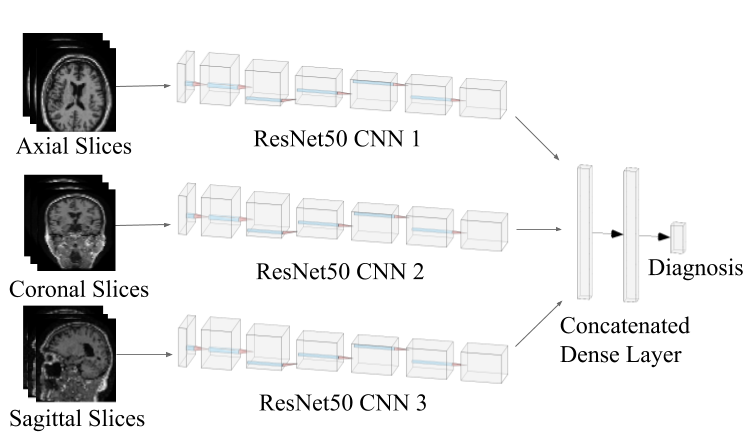 Axial Slices
ResNet50 CNN 1
Coronal Slices
ResNet50 CNN 2
Sagittal Slices
ResNet50 CNN 3
Concatenated
Dense Layer
Diagnosis